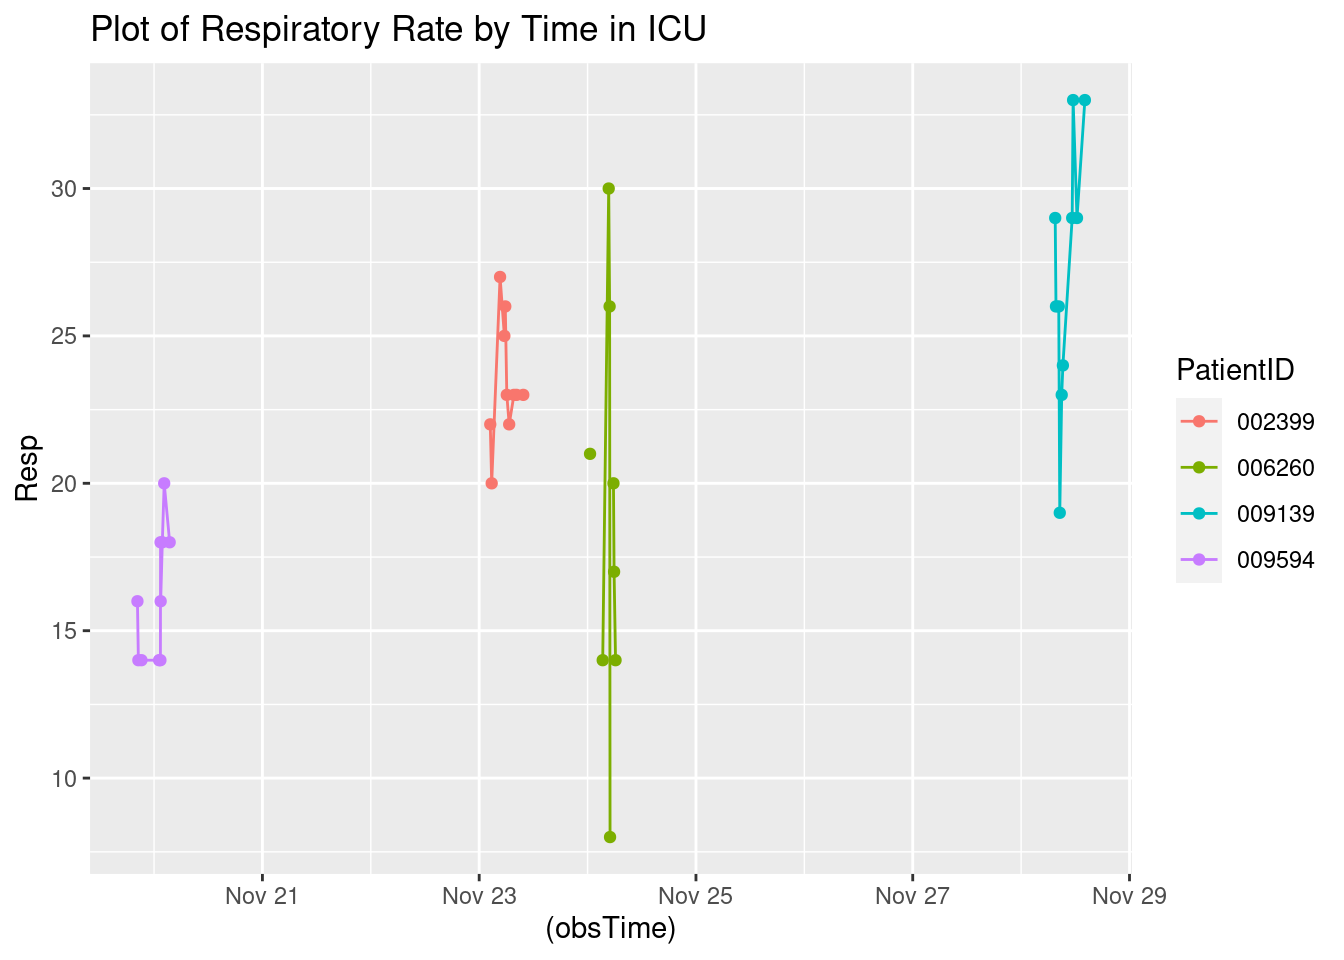 Plot of Respiratory Rate by Time in ICU
30
25
20
15
10
Resp
Nov 21
Nov 23
Nov 25
Nov 27
Nov 29
(obsTime)
PatientID
002399
006260
009139
009594